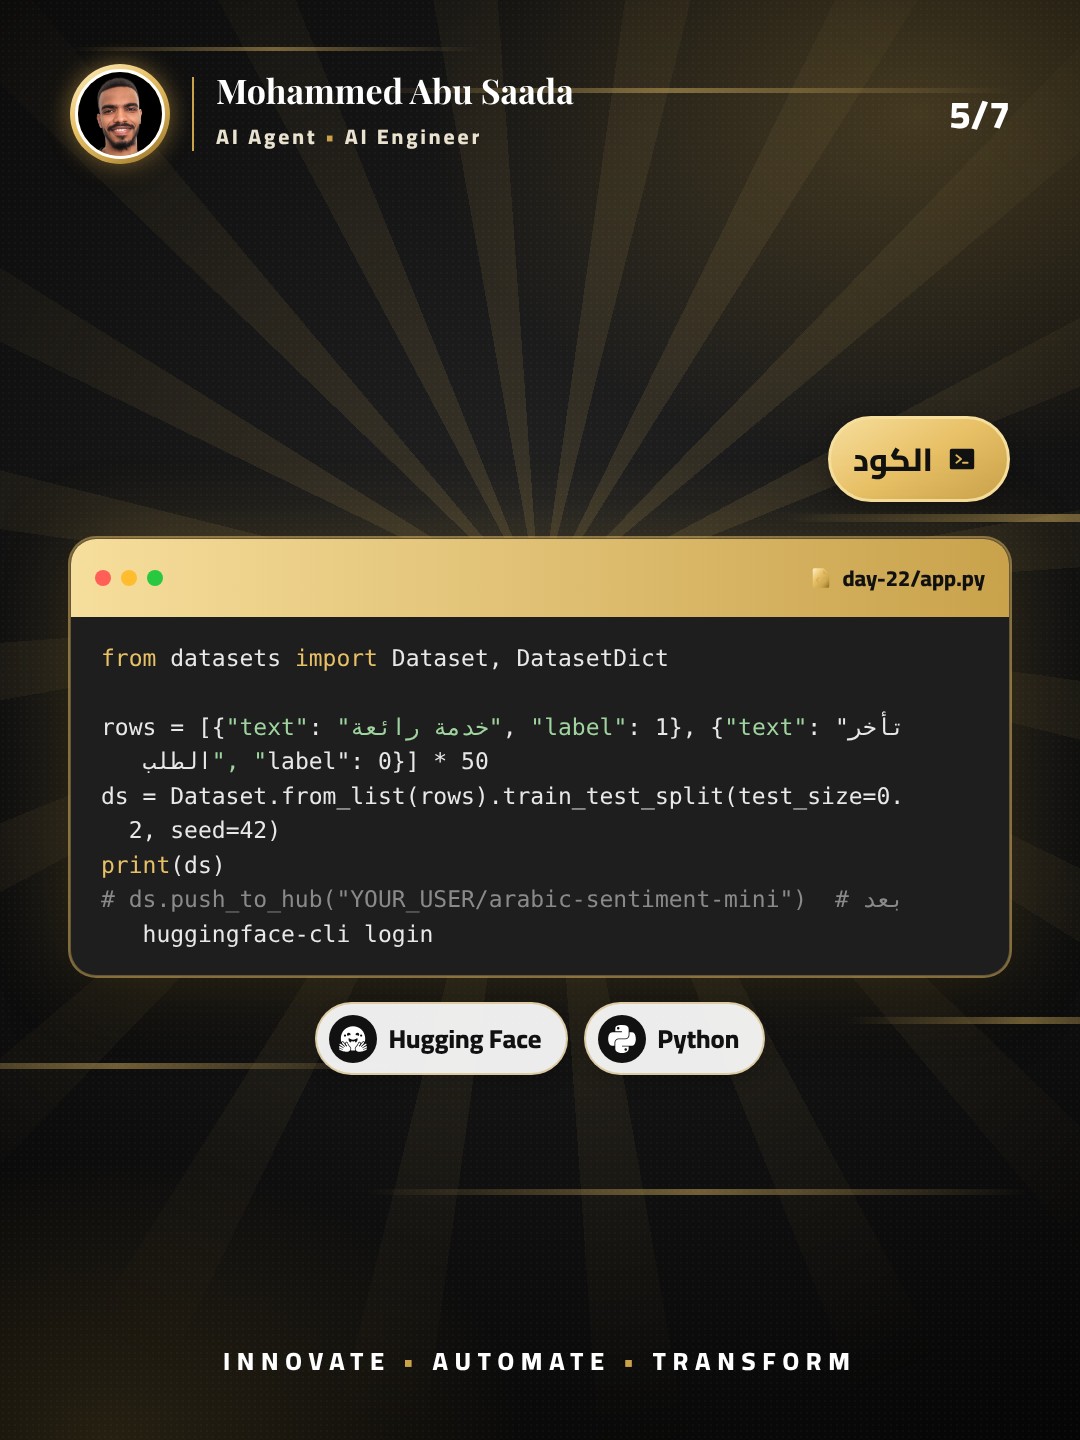 Mohammed Abu Saada
AI Agent ▪ AI Engineer
5/7
الكود
day-22/app.py
from datasets import Dataset, DatasetDict
rows = [{"text": "خدمة رائعة", "label": 1}, {"text": "تأخر
الطلب", "label": 0}] * 50
ds = Dataset.from_list(rows).train_test_split(test_size=0.
2, seed=42)
print(ds)
# ds.push_to_hub("YOUR_USER/arabic-sentiment-mini")  # بعد
huggingface-cli login
Hugging Face
Python
INNOVATE ▪ AUTOMATE ▪ TRANSFORM